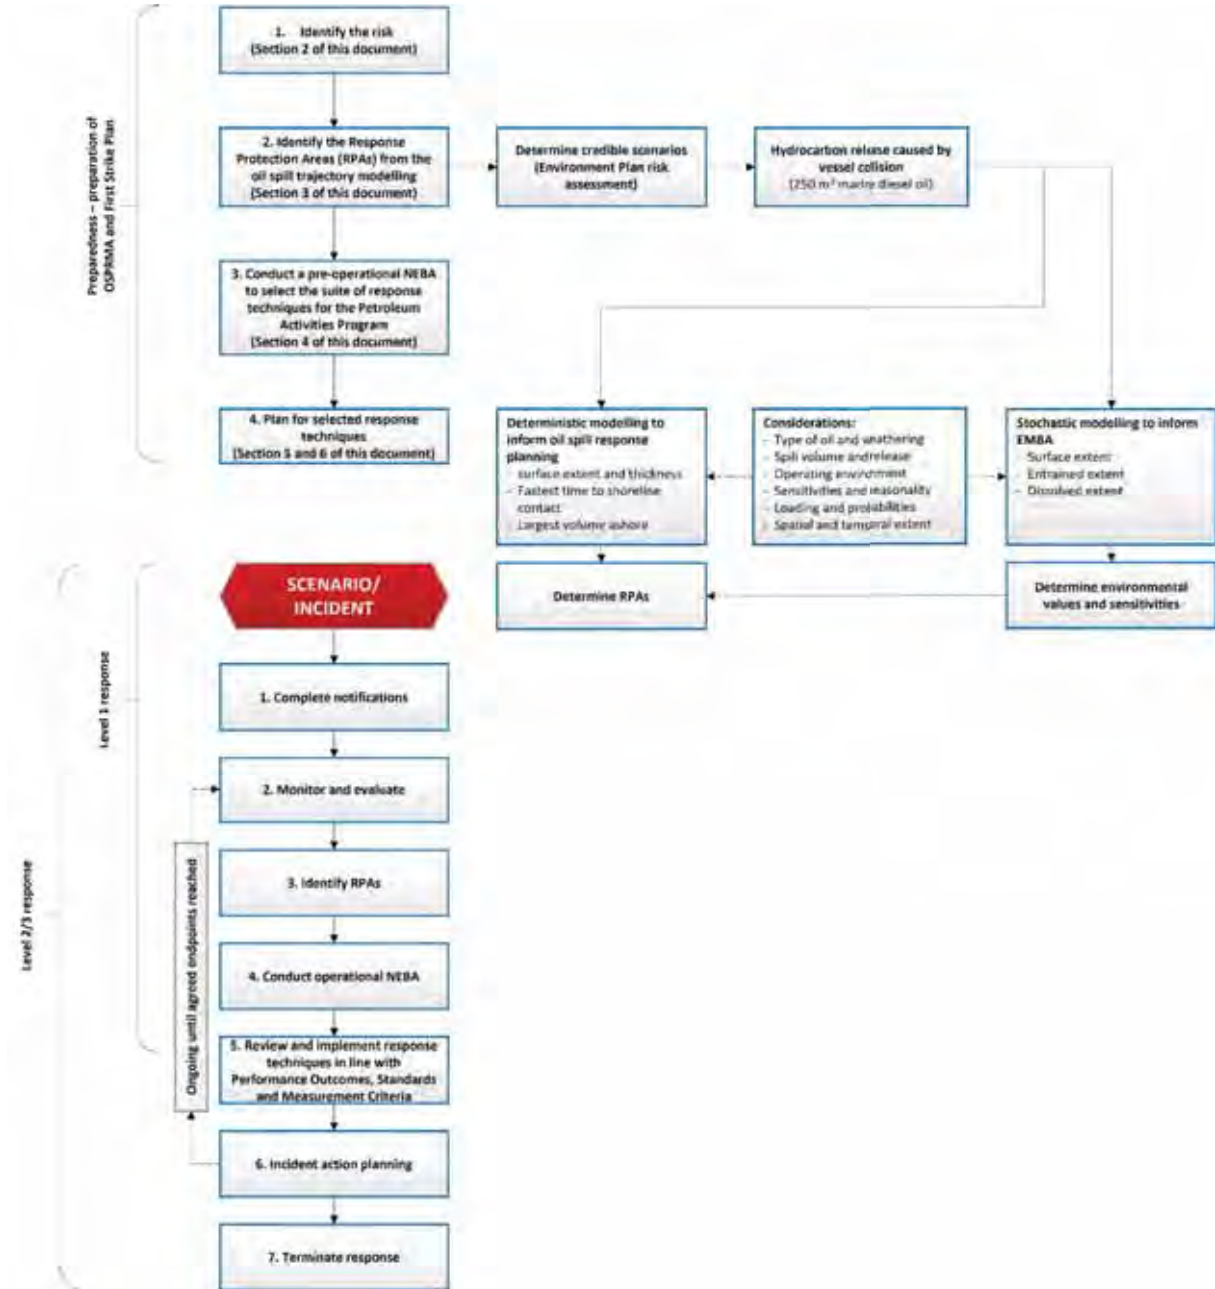 1. Identify the risk
(Section 2 of this document)
Preparedness – preparation of
OSPRMA and First Strike Plan
2. Identify the Response
Protection Areas (RPAs) from the
oil spill trajectory modelling
(Section 3 of this document)
Determine credible scenarios
(Environment Plan risk
assessment)
Hydrocarbon release caused by
vessel collision
(250 m³ marine diesel oil)
3. Conduct a pre-operational NEBA
to select the suite of response
techniques for the Petroleum
Activities Program
(Section 4 of this document)
4. Plan for selected response
techniques
(Section 5 and 6 of this document)
Deterministic modelling to
inform oil spill response
planning
- surface extent and thickness
- Fastest time to shoreline
contact
- Largest volume ashore
Considerations:
- Type of oil and weathering
- Spill volume and release
- Operating environment
- Sensitivities and seasonality
- Loading and probabilities
- Spatial and temporal extent
Stochastic modelling to inform
EMBA
- Surface extent
- Entrained extent
- Dissolved extent
Determine RPAs
Determine environmental
values and sensitivities
SCENARIO/
INCIDENT
Level 1 response
Level 2/3 response
1. Complete notifications
2. Monitor and evaluate
3. Identify RPAs
4. Conduct operational NEBA
5. Review and implement response
techniques in line with
Performance Outcomes, Standards
and Measurement Criteria
Ongoing until agreed endpoints reached
6. Incident action planning
7. Terminate response